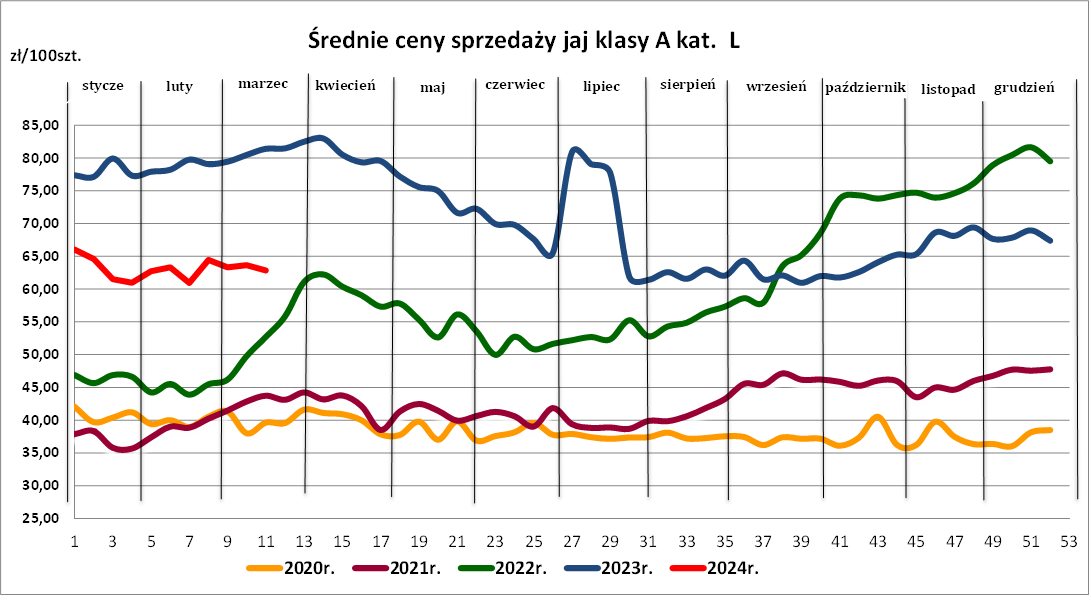 Średnie ceny sprzedaży jaj klasy A kat. L
zł/100szt.
stycze luty marzec kwiecień maj czerwiec lipiec sierpień wrzesień październik listopad grudzień
85,00
80,00
75,00
70,00
65,00
60,00
55,00
50,00
45,00
40,00
35,00
30,00
25,00
1 3 5 7 9 11 13 15 17 19 21 23 25 27 29 31 33 35 37 39 41 43 45 47 49 51 53
2020r. 2021r. 2022r. 2023r. 2024r.